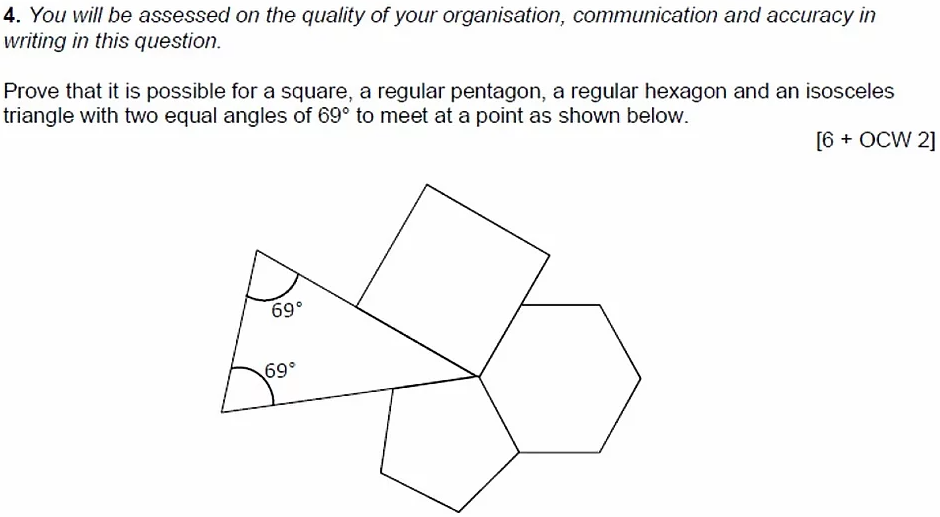 4. You will be assessed on the quality of your organisation, communication and accuracy in
writing in this question.
Prove that it is possible for a square, a regular pentagon, a regular hexagon and an isosceles
triangle with two equal angles of 69° to meet at a point as shown below.
[6 + OCW 2]
69°
69°